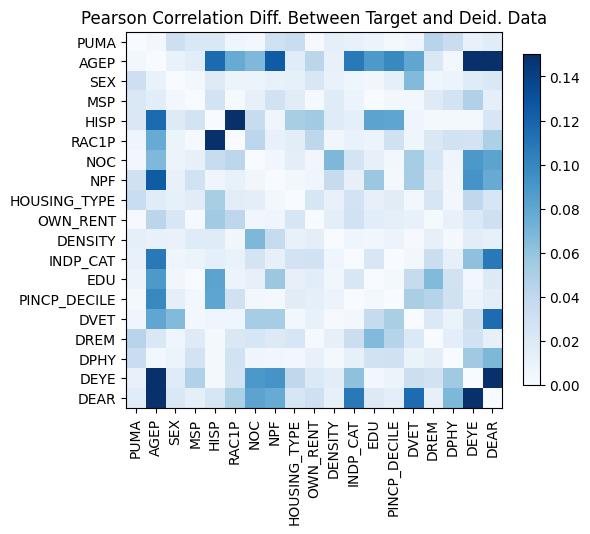 Pearson Correlation Diff. Between Target and Deid. Data
PUMA
AGEP
SEX
MSP
HISP
RAC1P
NOC
NPF
HOUSING_TYPE
OWN_RENT
DENSITY
INDP_CAT
EDU
PINCP_DECILE
DVET
DREM
DPHY
DEYE
DEAR
PUMA
AGEP
SEX
MSP
HISP
RAC1P
NOC
NPF
HOUSING_TYPE
OWN_RENT
DENSITY
INDP_CAT
EDU
PINCP_DECILE
DVET
DREM
DPHY
DEYE
DEAR
0.14
0.12
0.10
0.08
0.06
0.04
0.02
0.00